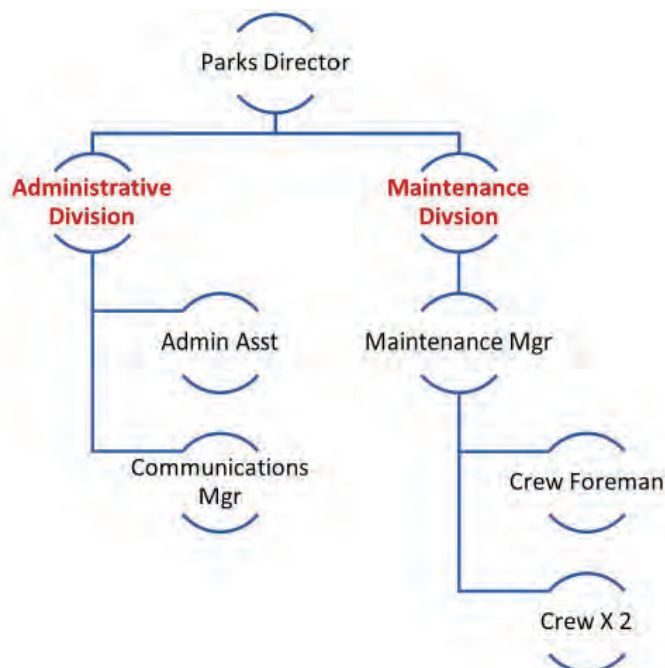 Parks Director
Administrative
Division
Maintenance
Divsion
Admin Asst
Maintenance Mgr
Communications
Mgr
Crew Foreman
Crew X 2